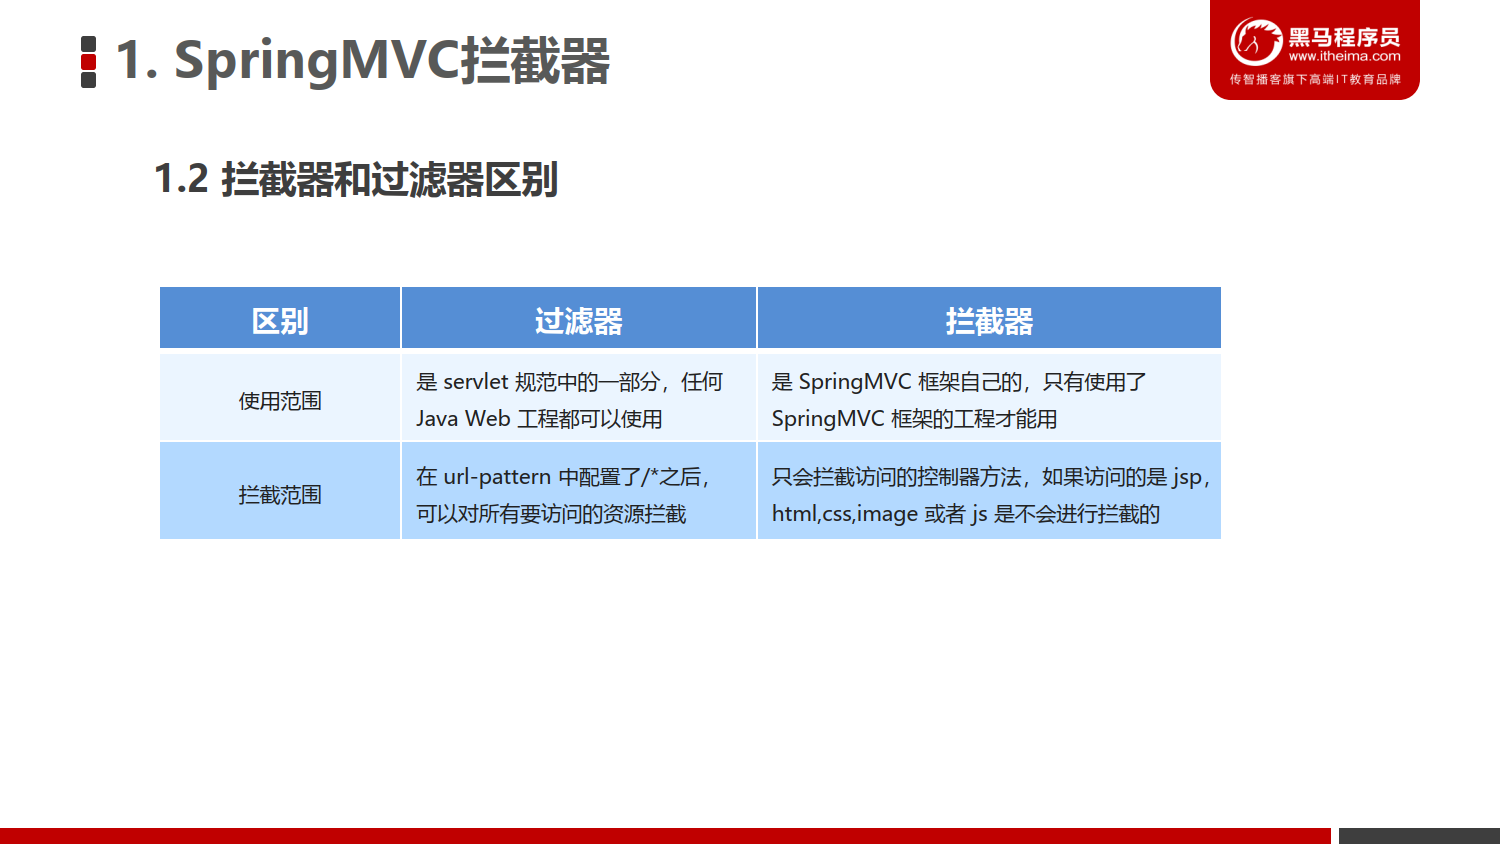 1. SpringMVC拦截器
黑马程序员
www.itheima.com
传智播客旗下高端IT教育品牌
1.2 拦截器和过滤器区别
区别
过滤器
拦截器
使用范围
是 servlet 规范中的一部分，任何
Java Web 工程都可以使用
是 SpringMVC 框架自己的，只有使用了
SpringMVC 框架的工程才能用
拦截范围
在 url-pattern 中配置了/*之后，
可以对所有要访问的资源拦截
只会拦截访问的控制器方法，如果访问的是 jsp，
html,css,image 或者 js 是不会进行拦截的